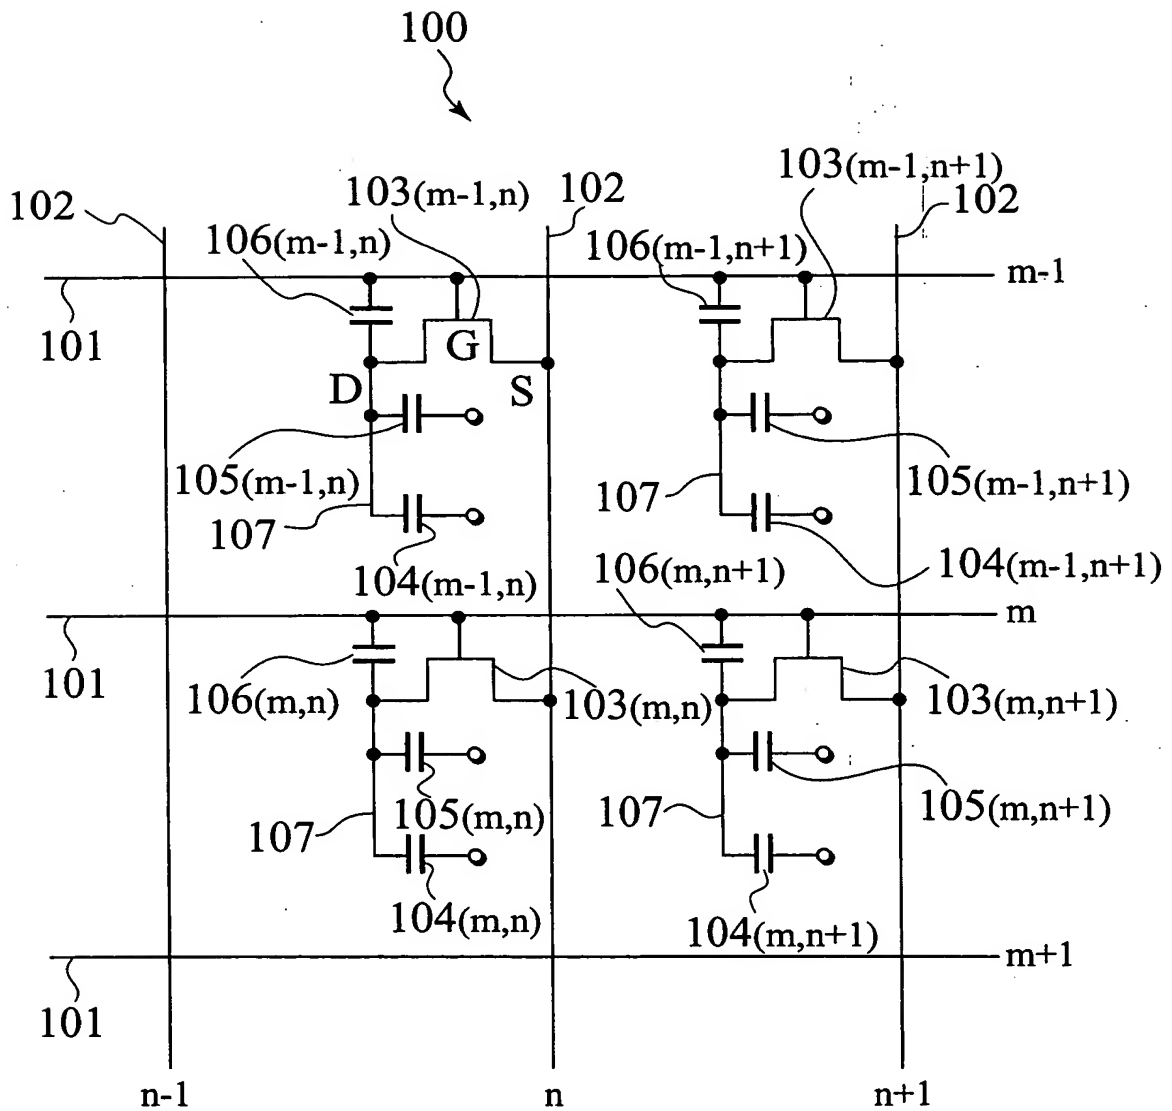 100
103(m-1,n+1)
102
103(m-1,n)
102
102
106(m-1,n)
106(m-1,n+1)
m-1
101
G
D
S
105(m-1,n)
107
105(m-1,n+1)
107
104(m-1,n)
106(m,n+1)
104(m-1,n+1)
m
101
106(m,n)
103(m,n)
103(m,n+1)
107
105(m,n)
107
105(m,n+1)
104(m,n)
104(m,n+1)
m+1
101
n-1
n
n+1